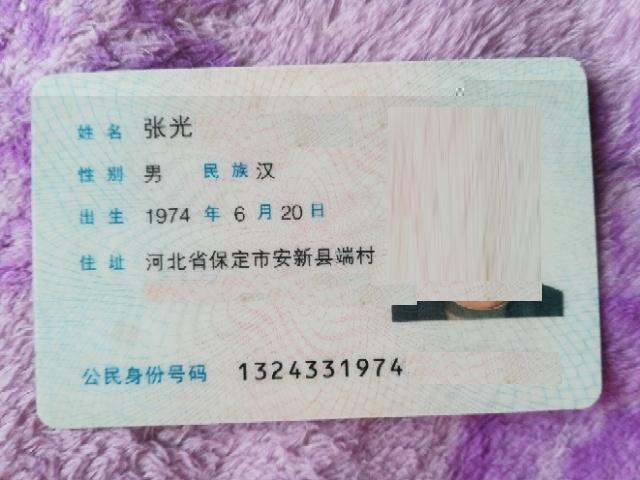 姓名 张光
性别 男 民族 汉
出生 1974 年 6 月 20 日
住址 河北省保定市安新县端村
公民身份号码 1324331974